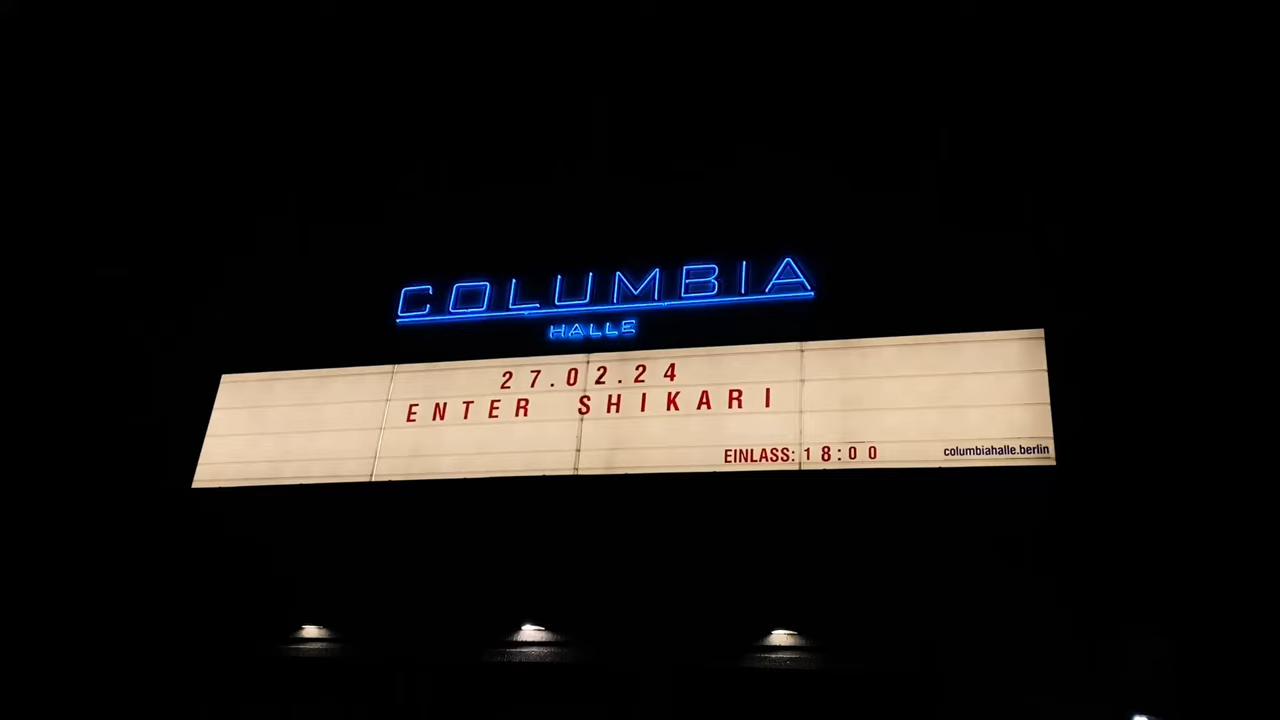 COLUMBIA
HALLE
27.02.24
ENTER SHIKARI
EINLASS: 18:00
columbiahalle.berlin